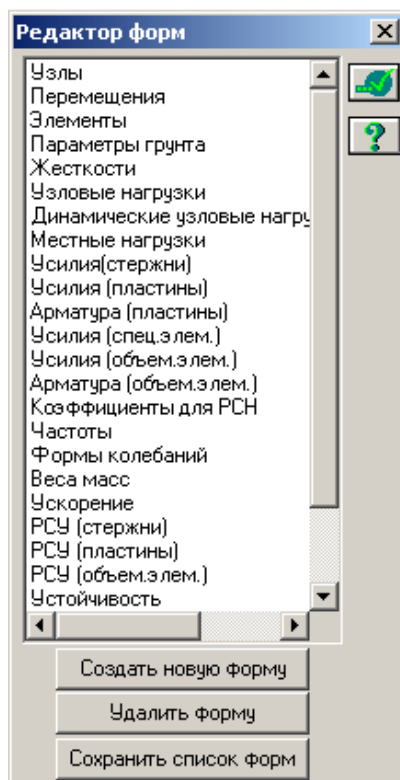 Редактор форм
Узлы
Перемещения
Элементы
Параметры грунта
Жесткости
Узловые нагрузки
Динамические узловые нагру
Местные нагрузки
Усилия(стержни)
Усилия (пластины)
Арматура (пластины)
Усилия (спец.элем.)
Усилия (объем.элем.)
Арматура (объем.элем.)
Коэффициенты для РСН
Частоты
Формы колебаний
Веса масс
Ускорение
РСУ (стержни)
РСУ (пластины)
РСУ (объем.элем.)
Устойчивость
Создать новую форму
Удалить форму
Сохранить список форм